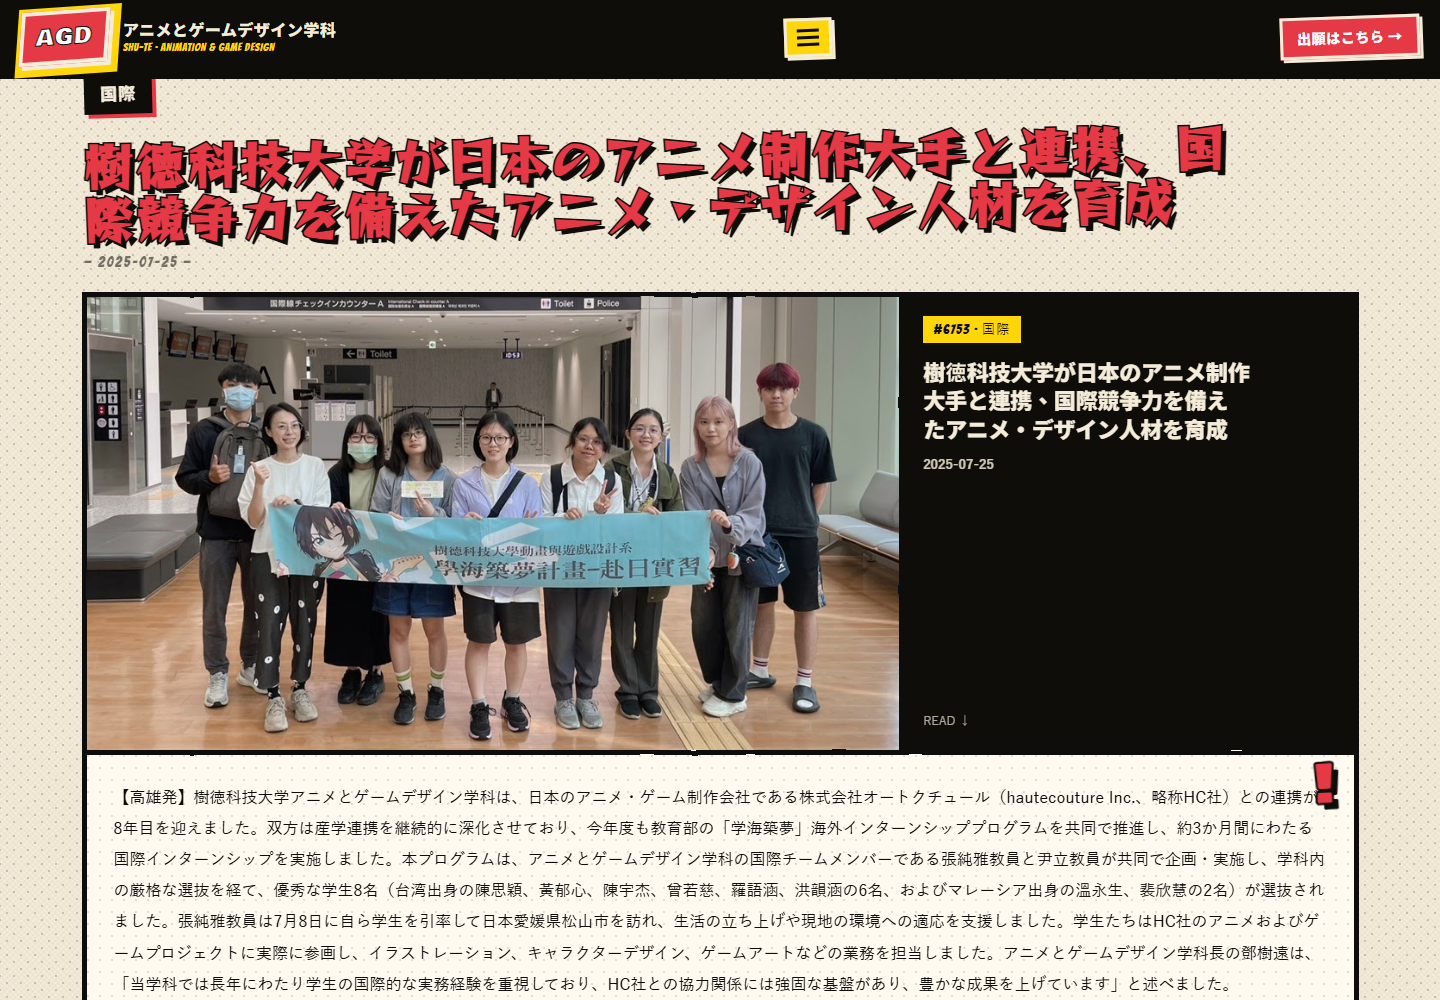 AGD
アニメとゲームデザイン学科
SHU-TE · ANIMATION & GAME DESIGN
出願はこちら →
国際
樹徳科技大学が日本のアニメ制作大手と連携、国
際競争力を備えたアニメ・デザイン人材を育成
— 2025-07-25 —
国際線チェックインカウンター A
Toilet
Police
← Toilet
10:53
A
樹德科技大學動畫與遊戲設計系
學海築夢計畫-赴日實習
#6753 · 国際
樹徳科技大学が日本のアニメ制作
大手と連携、国際競争力を備え
たアニメ・デザイン人材を育成
2025-07-25
READ ↓
【高雄発】樹徳科技大学アニメとゲームデザイン学科は、日本のアニメ・ゲーム制作会社である株式会社オートクチュール（hautecouture Inc.、略称HC社）との連携が
8年目を迎えました。双方は産学連携を継続的に深化させており、今年度も教育部の「学海築夢」海外インターンシッププログラムを共同で推進し、約3か月間にわたる
国際インターンシップを実施しました。本プログラムは、アニメとゲームデザイン学科の国際チームメンバーである張純雅教員と尹立教員が共同で企画・実施し、学科内
の厳格な選抜を経て、優秀な学生8名（台湾出身の陳思穎、黃郁心、陳宇杰、曾若慈、羅語涵、洪韻涵の6名、およびマレーシア出身の溫永生、裴欣慧の2名）が選抜され
ました。張純雅教員は7月8日に自ら学生を引率して日本愛媛県松山市を訪れ、生活の立ち上げや現地の環境への適応を支援しました。学生たちはHC社のアニメおよびゲ
ームプロジェクトに実際に参画し、イラストレーション、キャラクターデザイン、ゲームアートなどの業務を担当しました。アニメとゲームデザイン学科長の鄧樹遠は、
「当学科では長年にわたり学生の国際的な実務経験を重視しており、HC社との協力関係には強固な基盤があり、豊かな成果を上げています」と述べました。